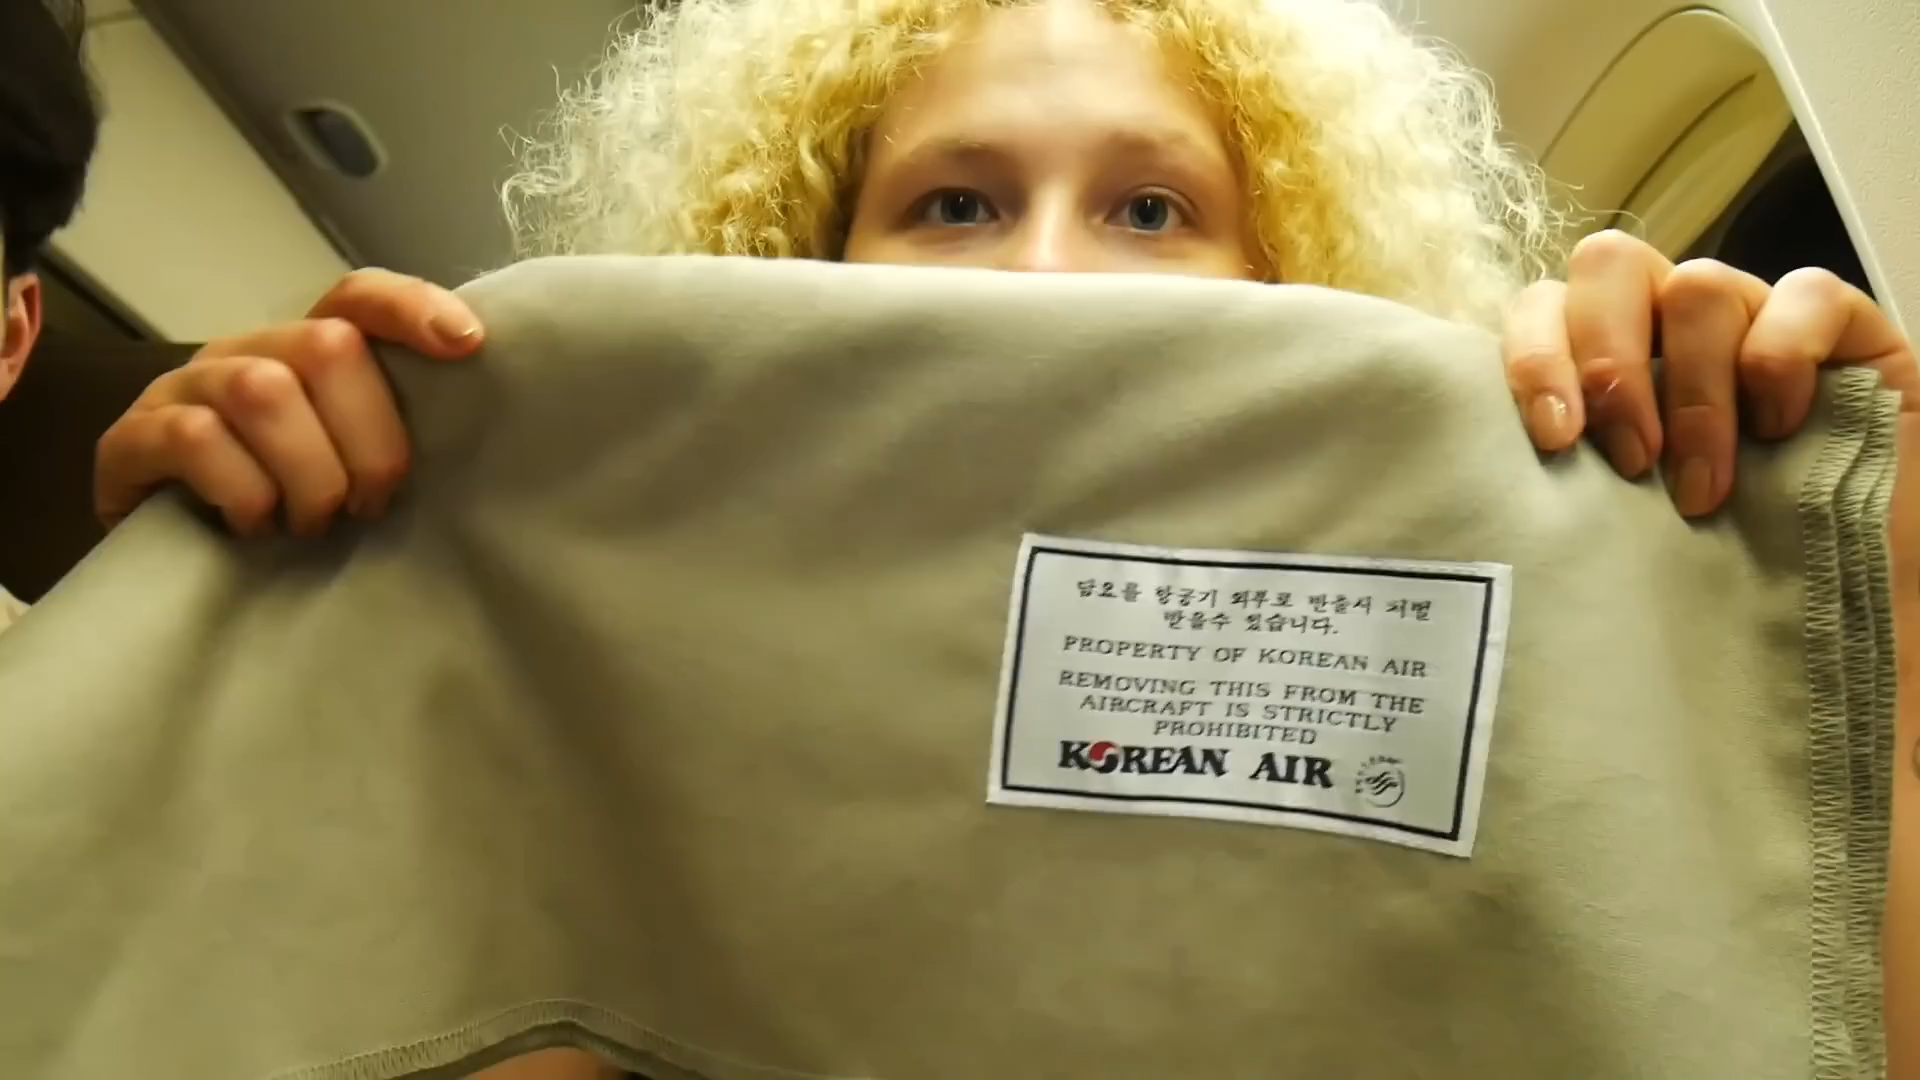 담요를 항공기 외부로 반출시 처벌
받을수 있습니다.
PROPERTY OF KOREAN AIR
REMOVING THIS FROM THE
AIRCRAFT IS STRICTLY
PROHIBITED
KOREAN AIR